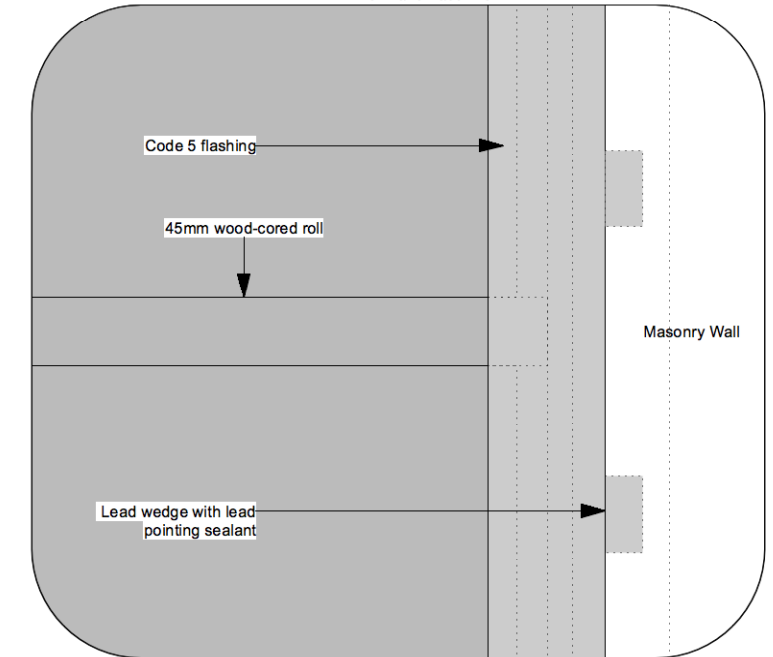 Code 5 flashing
45mm wood-cored roll
Masonry Wall
Lead wedge with lead
pointing sealant